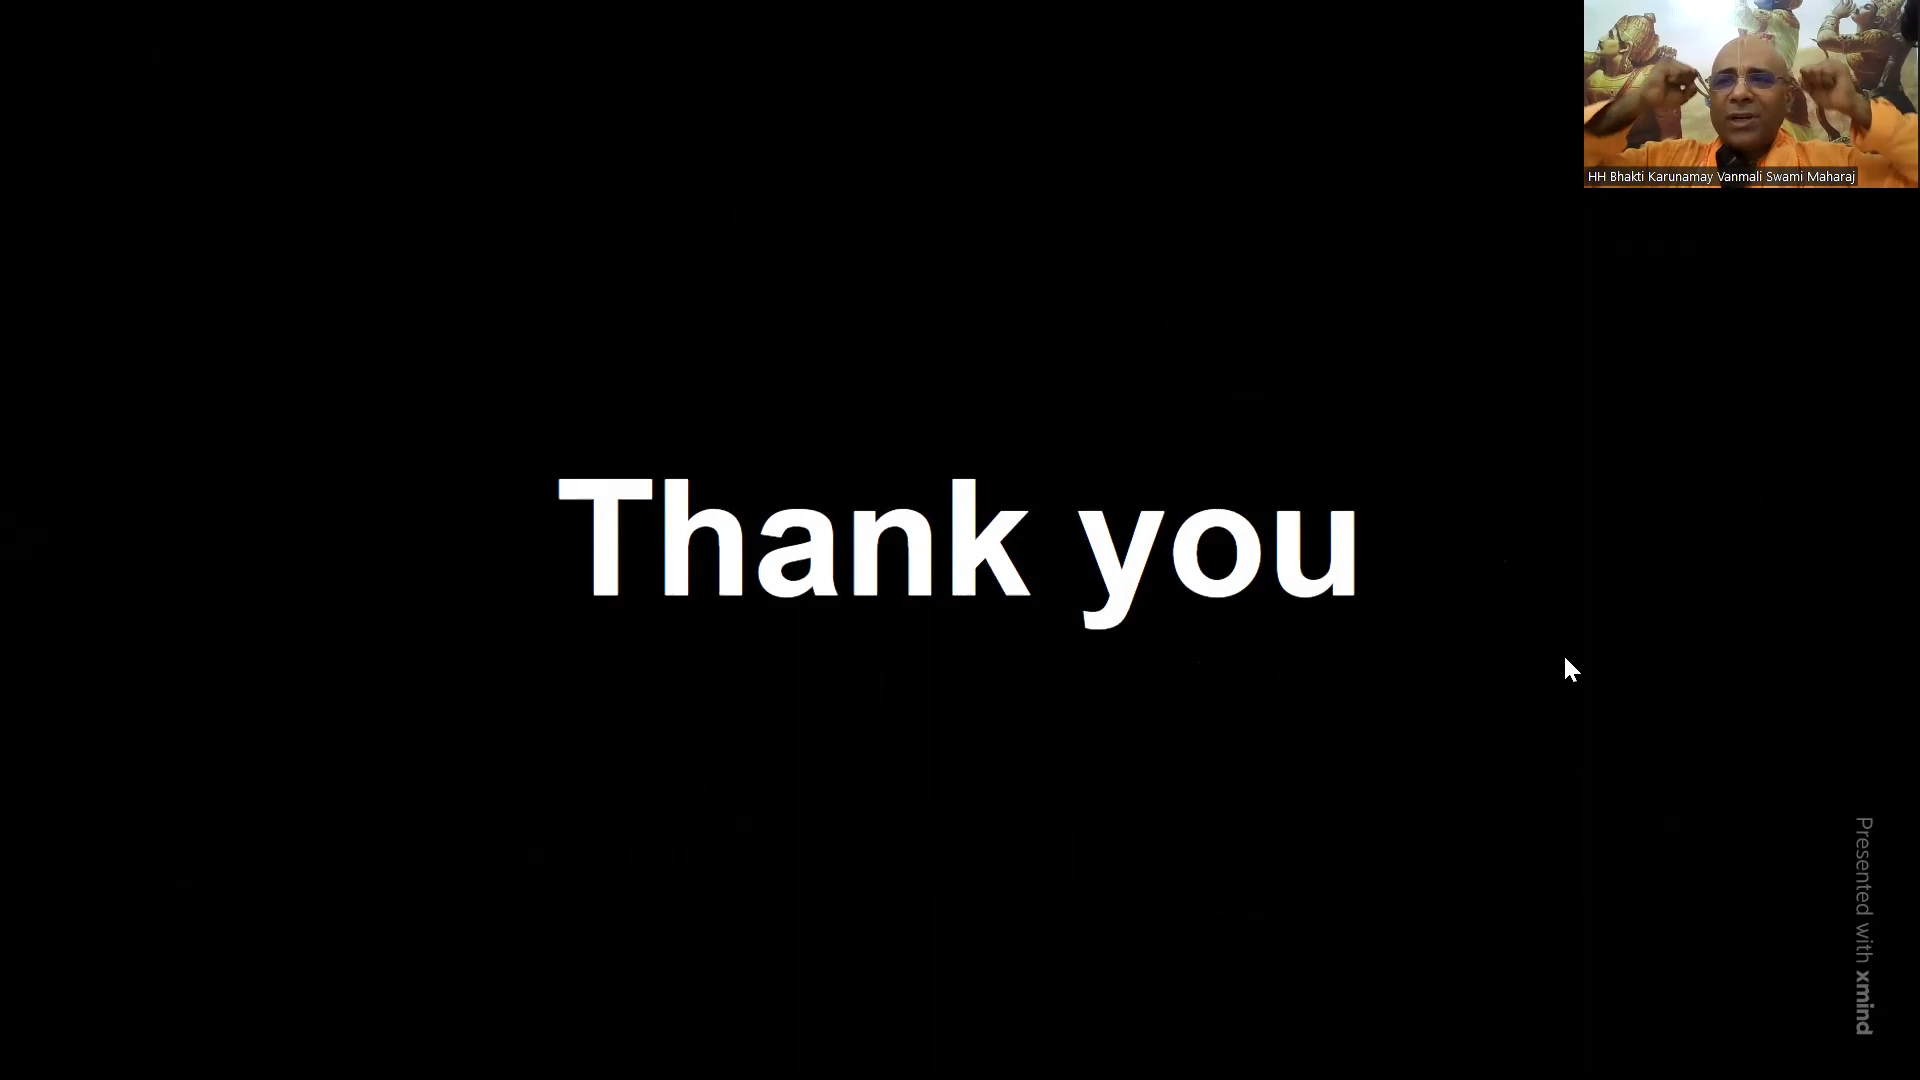 HH Bhakti Karunamay Vanmali Swami Maharaj
Thank you
Presented with xmind